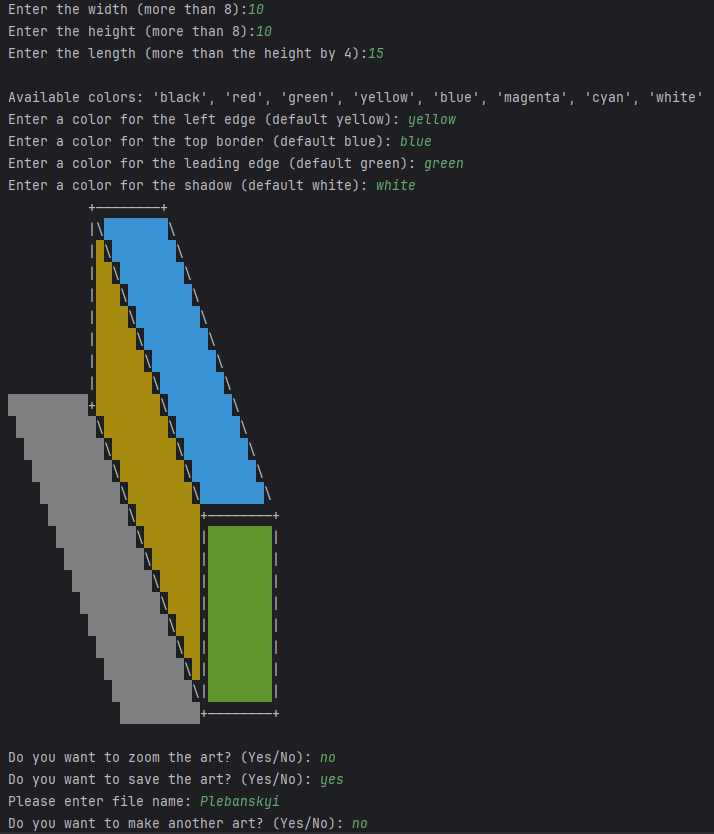 Enter the width (more than 8):10
Enter the height (more than 8):10
Enter the length (more than the height by 4):15
Available colors: 'black', 'red', 'green', 'yellow', 'blue', 'magenta', 'cyan', 'white'
Enter a color for the left edge (default yellow): yellow
Enter a color for the top border (default blue): blue
Enter a color for the leading edge (default green): green
Enter a color for the shadow (default white): white
Do you want to zoom the art? (Yes/No): no
Do you want to save the art? (Yes/No): yes
Please enter file name: Plebanskyi
Do you want to make another art? (Yes/No): no